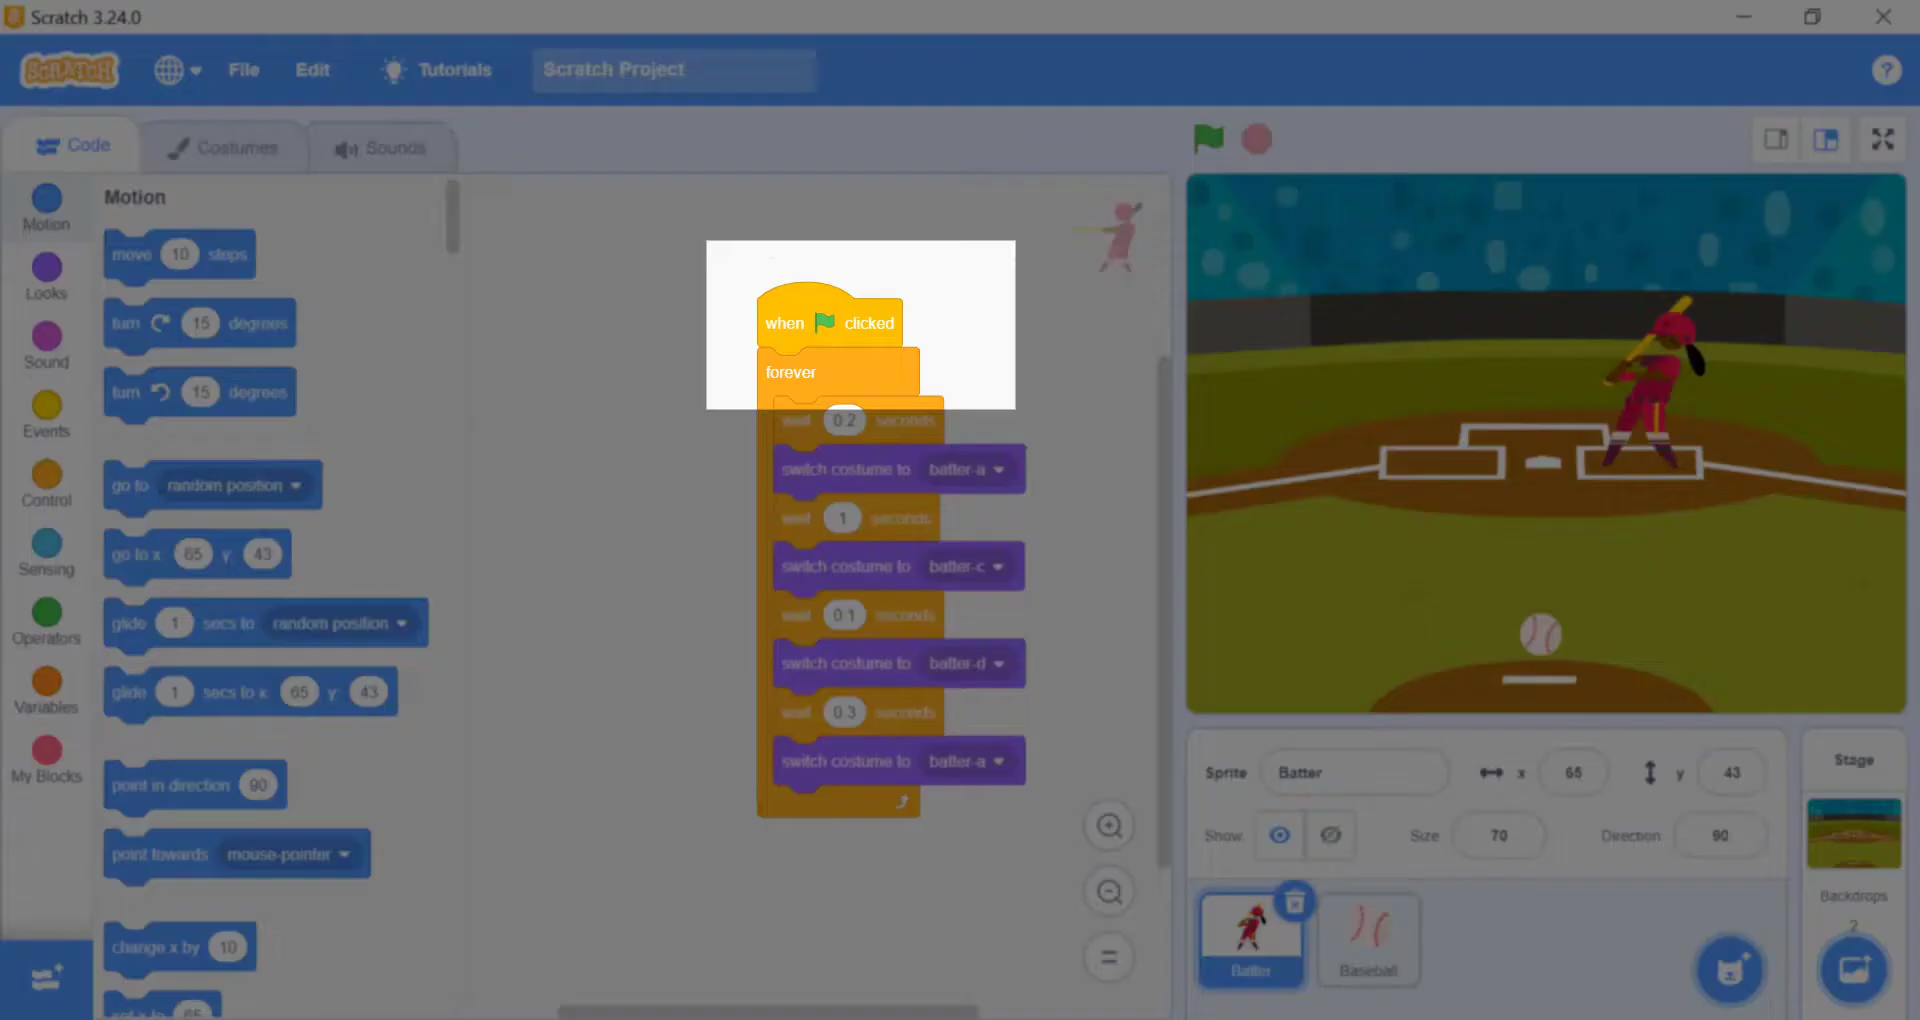 Scratch 3.24.0
SCRATCH
File
Edit
Tutorials
Scratch Project
?
Code
Costumes
Sounds
Motion
Looks
Sound
Events
Control
Sensing
Operators
Variables
My Blocks
Motion
move 10 steps
turn 15 degrees
turn 15 degrees
go to random position
go to x 65 y: 43
glide 1 secs to random position
glide 1 secs to x: 65 y: 43
point in direction 90
point towards mouse-pointer
change x by 10
set x to 65
when clicked
forever
wait 0.2 seconds
switch costume to batter-a
wait 1 seconds
switch costume to batter-c
wait 0.1 seconds
switch costume to batter-d
wait 0.3 seconds
switch costume to batter-a
Sprite Batter x 65 y 43
Show Size 70 Direction 90
Batter
Baseball
Stage
Backdrops
2